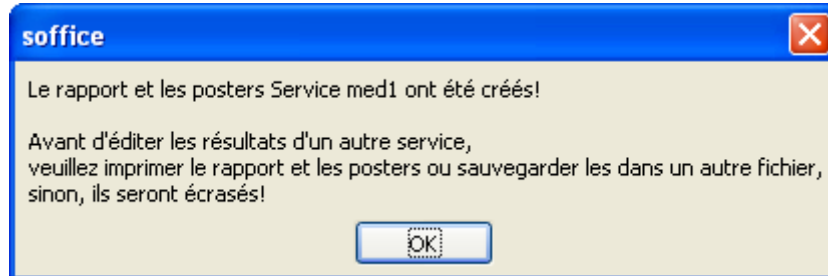 soffice
Le rapport et les posters Service med1 ont été créés!
Avant d'éditer les résultats d'un autre service,
veuillez imprimer le rapport et les posters ou sauvegarder les dans un autre fichier,
sinon, ils seront écrasés!
OK